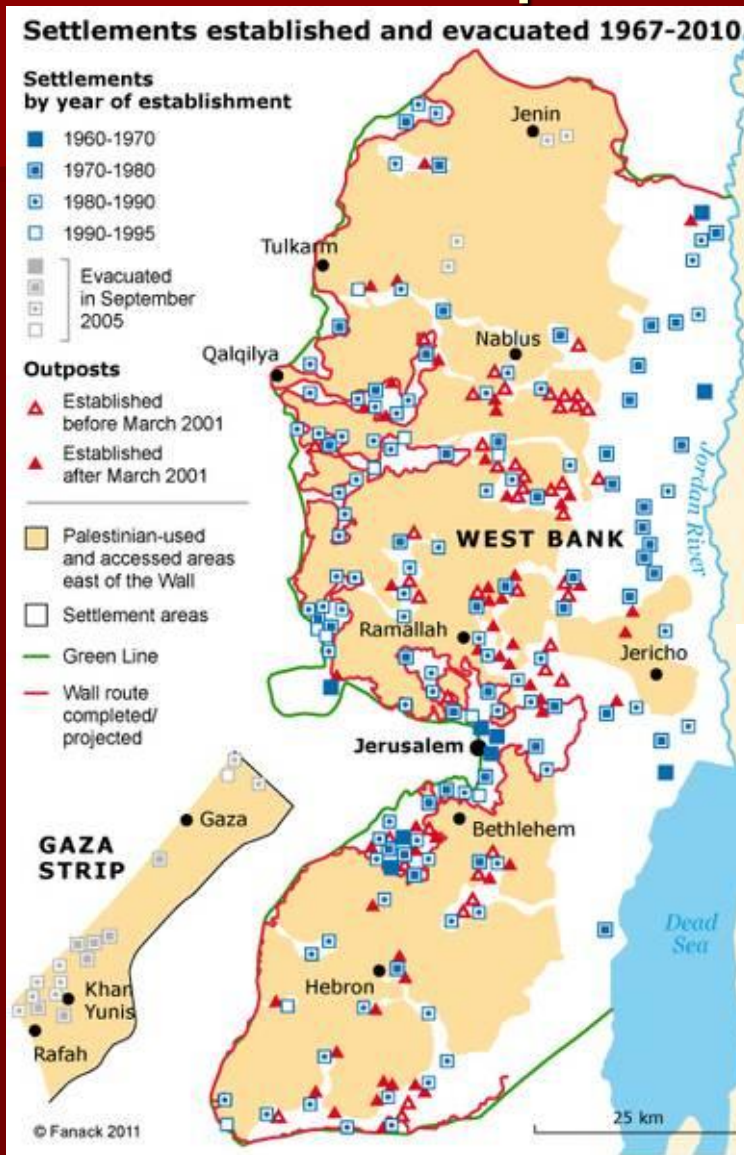 Settlements established and evacuated 1967-2010
Settlements
by year of establishment
1960-1970
1970-1980
1980-1990
1990-1995
Evacuated
in September
2005
Outposts
Established
before March 2001
Established
after March 2001
Palestinian-used
and accessed areas
east of the Wall
Settlement areas
Green Line
Wall route
completed/
projected
Jenin
Tulkarm
Nablus
Qalqilya
WEST BANK
Jordan River
Ramallah
Jericho
Jerusalem
Bethlehem
Gaza
GAZA
STRIP
Dead
Sea
Hebron
Khan
Yunis
Rafah
25 km
© Fanack 2011